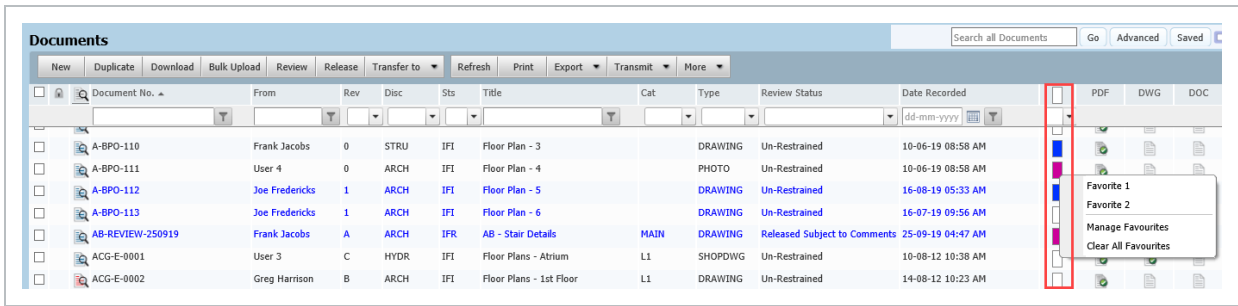 Documents
Search all Documents Go Advanced Saved
New Duplicate Download Bulk Upload Review Release Transfer to Refresh Print Export Transmit More
Document No. From Rev Disc Sts Title Cat Type Review Status Date Recorded PDF DWG DOC
dd-mm-yyyy
A-BPO-110 Frank Jacobs 0 STRU IFI Floor Plan - 3 DRAWING Un-Restrained 10-06-19 08:58 AM
A-BPO-111 User 4 0 ARCH IFI Floor Plan - 4 PHOTO Un-Restrained 10-06-19 08:58 AM
A-BPO-112 Joe Fredericks 1 ARCH IFI Floor Plan - 5 DRAWING Un-Restrained 16-08-19 05:33 AM Favorite 1
A-BPO-113 Joe Fredericks 1 ARCH IFI Floor Plan - 6 DRAWING Un-Restrained 16-07-19 09:56 AM Favorite 2
AB-REVIEW-250919 Frank Jacobs A ARCH IFR AB - Stair Details MAIN DRAWING Released Subject to Comments 25-09-19 04:47 AM Manage Favourites
ACG-E-0001 User 3 C HYDR IFI Floor Plans - Atrium L1 SHOPDWG Un-Restrained 10-08-12 10:38 AM Clear All Favourites
ACG-E-0002 Greg Harrison B ARCH IFI Floor Plans - 1st Floor L1 DRAWING Un-Restrained 14-08-12 10:23 AM